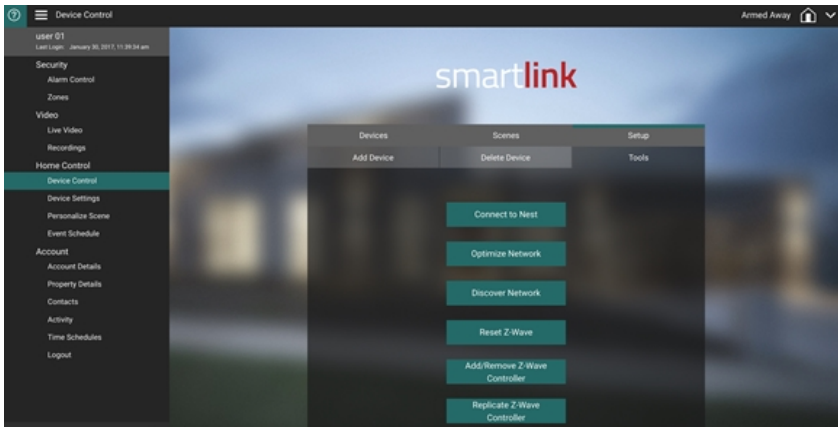 Device Control
Armed Away
user 01
Last Login: January 30, 2017, 11:39:34 am
Security
Alarm Control
Zones
Video
Live Video
Recordings
Home Control
Device Control
Device Settings
Personalize Scene
Event Schedule
Account
Account Details
Property Details
Contacts
Activity
Time Schedules
Logout
smartlink
Devices Scenes Setup
Add Device Delete Device Tools
Connect to Nest
Optimize Network
Discover Network
Reset Z-Wave
Add/Remove Z-Wave
Controller
Replicate Z-Wave
Controller